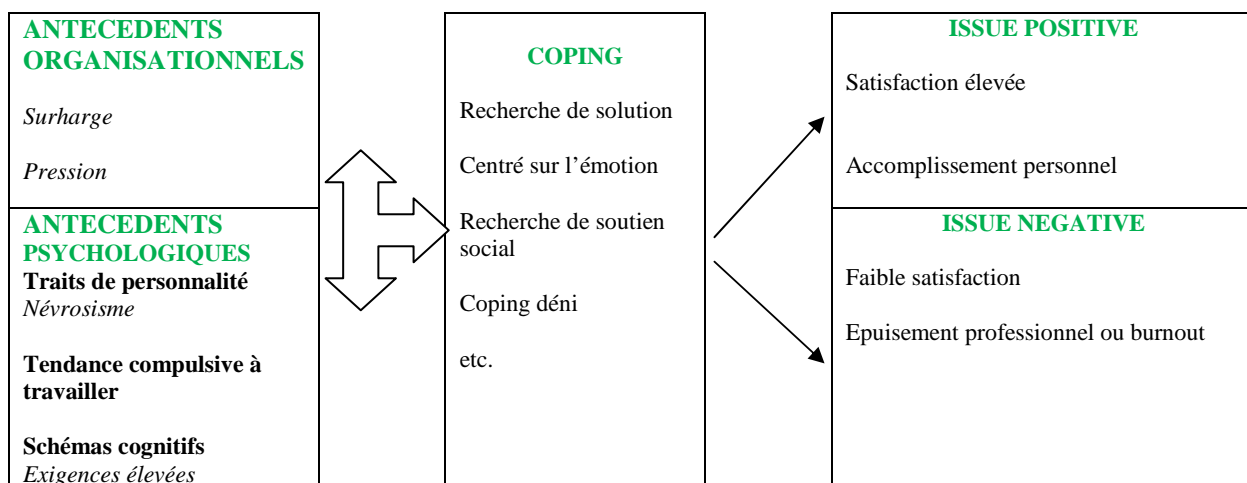 ANTECEDENTS
ORGANISATIONNELS
Surharge
Pression
ANTECEDENTS
PSYCHOLOGIQUES
Traits de personnalité
Névrosisme
Tendance compulsive à
travailler
Schémas cognitifs
Exigences élevées
COPING
Recherche de solution
Centré sur l’émotion
Recherche de soutien
social
Coping déni
etc.
ISSUE POSITIVE
Satisfaction élevée
Accomplissement personnel
ISSUE NEGATIVE
Faible satisfaction
Epuisement professionnel ou burnout